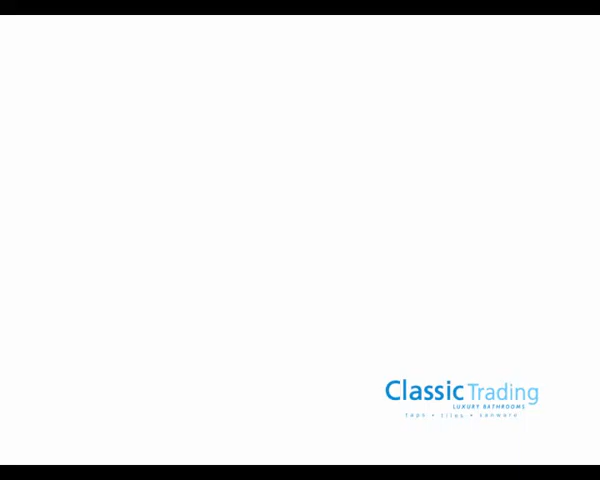 Classic Trading
LUXURY BATHROOMS
taps • tiles • sanware